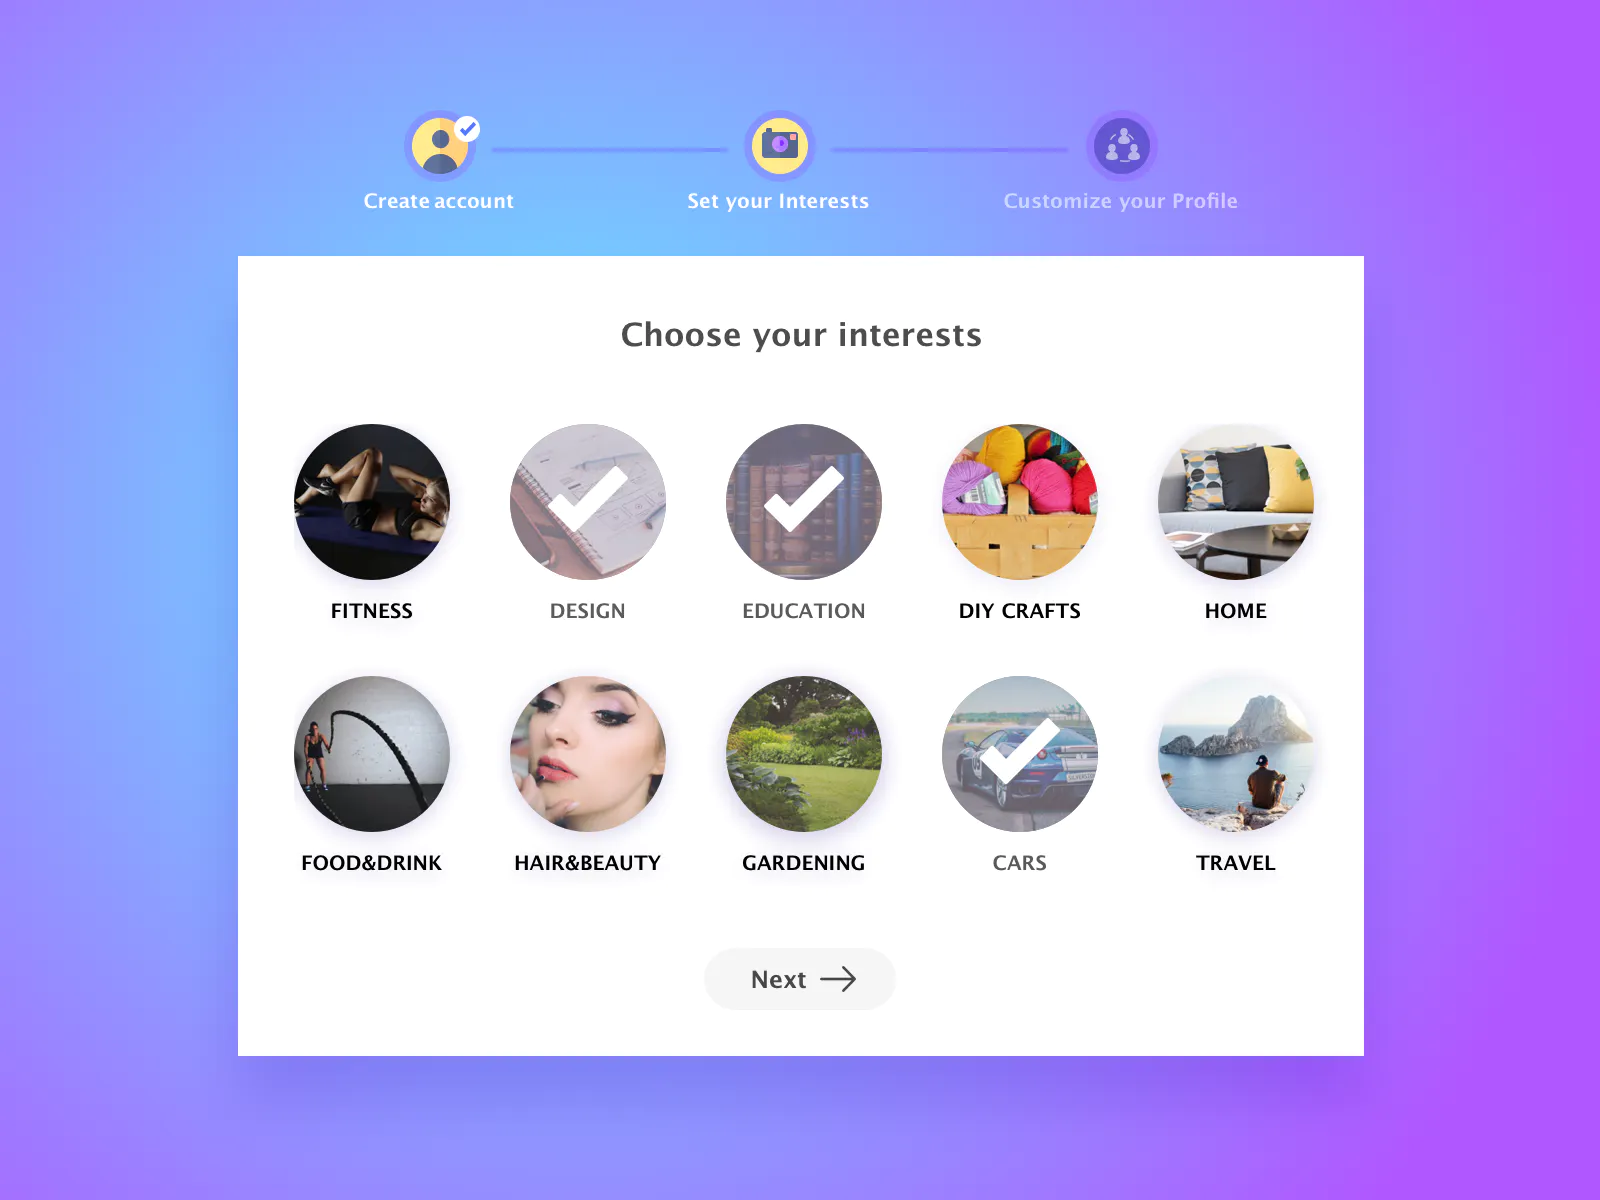 Create account
Set your Interests
Customize your Profile
Choose your interests
FITNESS
DESIGN
EDUCATION
DIY CRAFTS
HOME
FOOD&DRINK
HAIR&BEAUTY
GARDENING
CARS
TRAVEL
Next